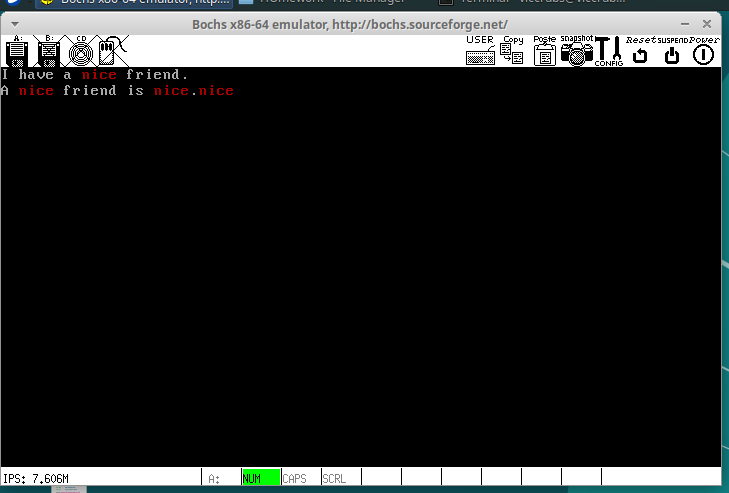 Bochs x86-64 emulator, http://bochs.sourceforge.net/
A: B: CD USER Copy Paste snapshot CONFIG Reset SUSPEND Power
I have a nice friend.
A nice friend is nice.nice
IPS: 7.606M A: NUM CAPS SCRL